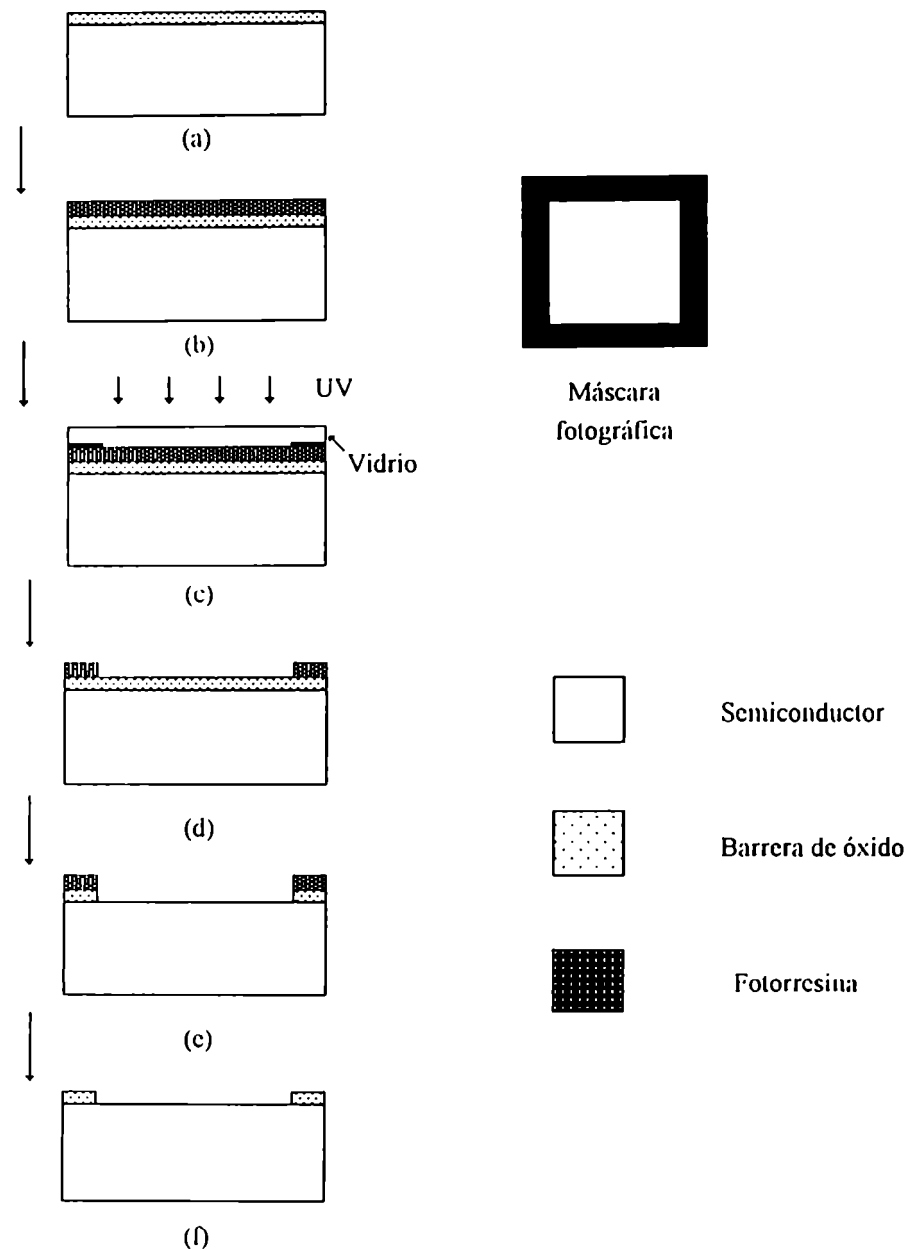 (a)
(b)
UV
Vidrio
(c)
(d)
(e)
(f)
Máscara
fotográfica
Semiconductor
Barrera de óxido
Fotorresina